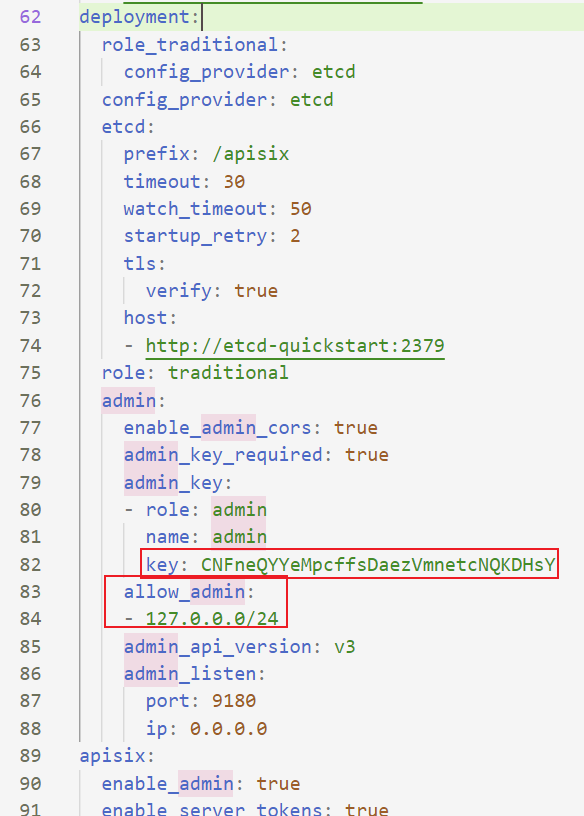 62 deployment:
63 role_traditional:
64 config_provider: etcd
65 config_provider: etcd
66 etcd:
67 prefix: /apisix
68 timeout: 30
69 watch_timeout: 50
70 startup_retry: 2
71 tls:
72 verify: true
73 host:
74 - http://etcd-quickstart:2379
75 role: traditional
76 admin:
77 enable_admin_cors: true
78 admin_key_required: true
79 admin_key:
80 - role: admin
81 name: admin
82 key: CNFneQYYeMpcffsDaezVmnetcNQKDHsY
83 allow_admin:
84 - 127.0.0.0/24
85 admin_api_version: v3
86 admin_listen:
87 port: 9180
88 ip: 0.0.0.0
89 apisix:
90 enable_admin: true
91 enable_server_tokens: true